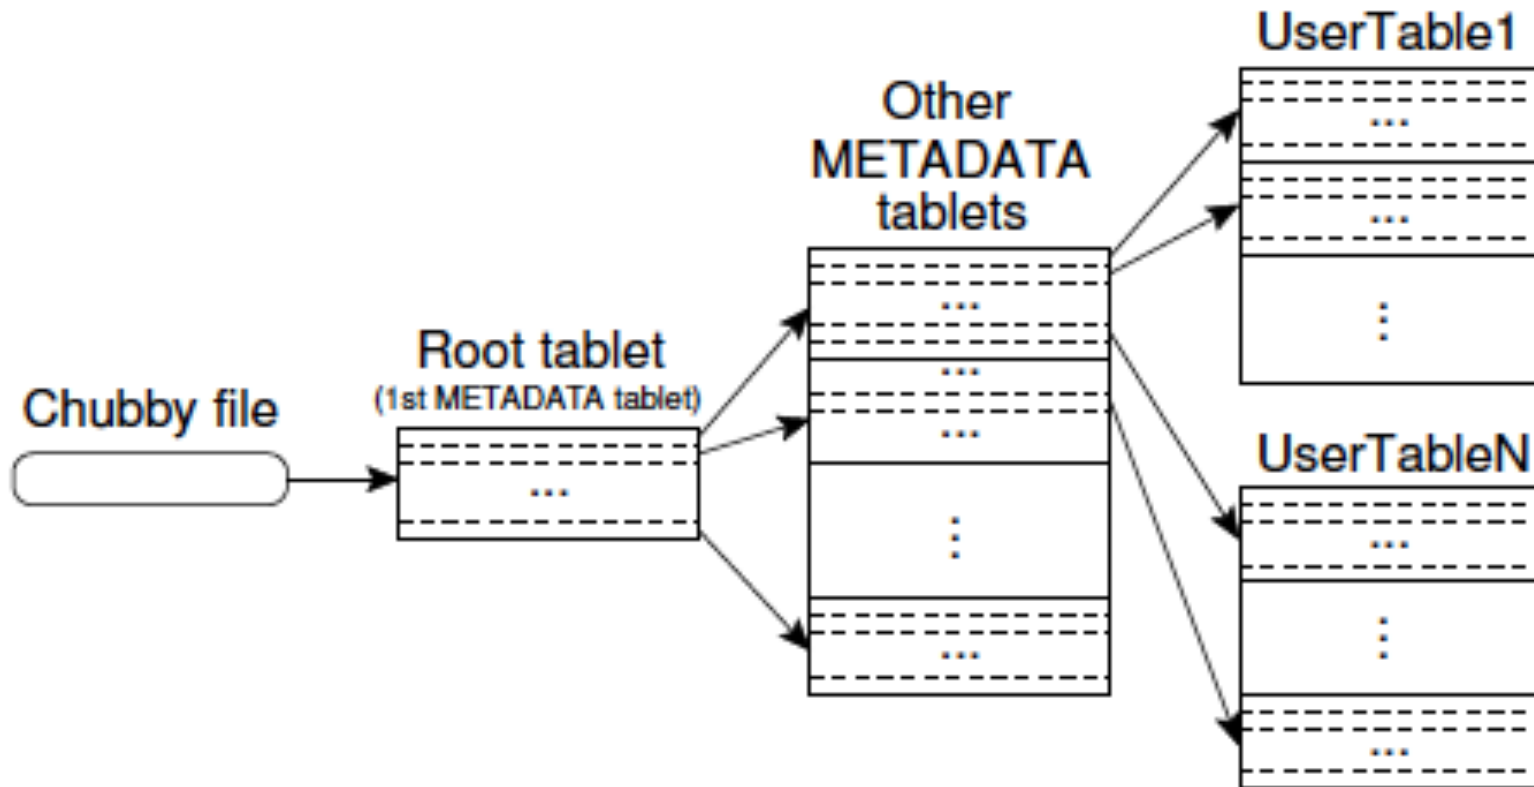 UserTable1
Other
METADATA
tablets
Root tablet
(1st METADATA tablet)
Chubby file
UserTableN
...
...
...
...
...
...
...
...
...